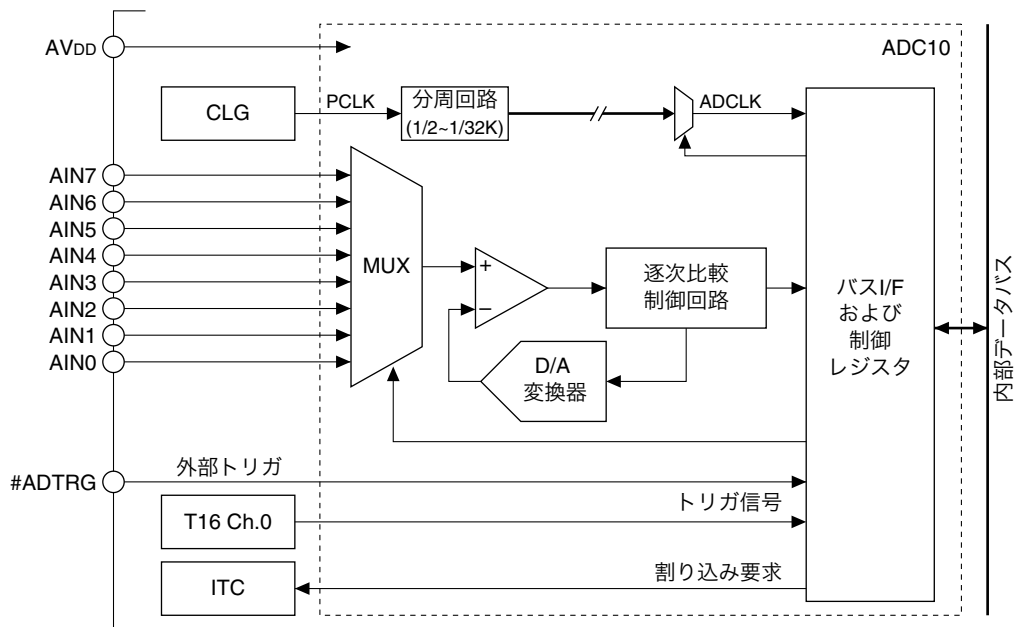 AVDD
ADC10
CLG
PCLK
分周回路
(1/2~1/32K)
ADCLK
AIN7
AIN6
AIN5
AIN4
AIN3
AIN2
AIN1
AIN0
MUX
+
−
逐次比較
制御回路
D/A
変換器
バスI/F
および
制御
レジスタ
内部データバス
#ADTRG
外部トリガ
T16 Ch.0
トリガ信号
ITC
割り込み要求